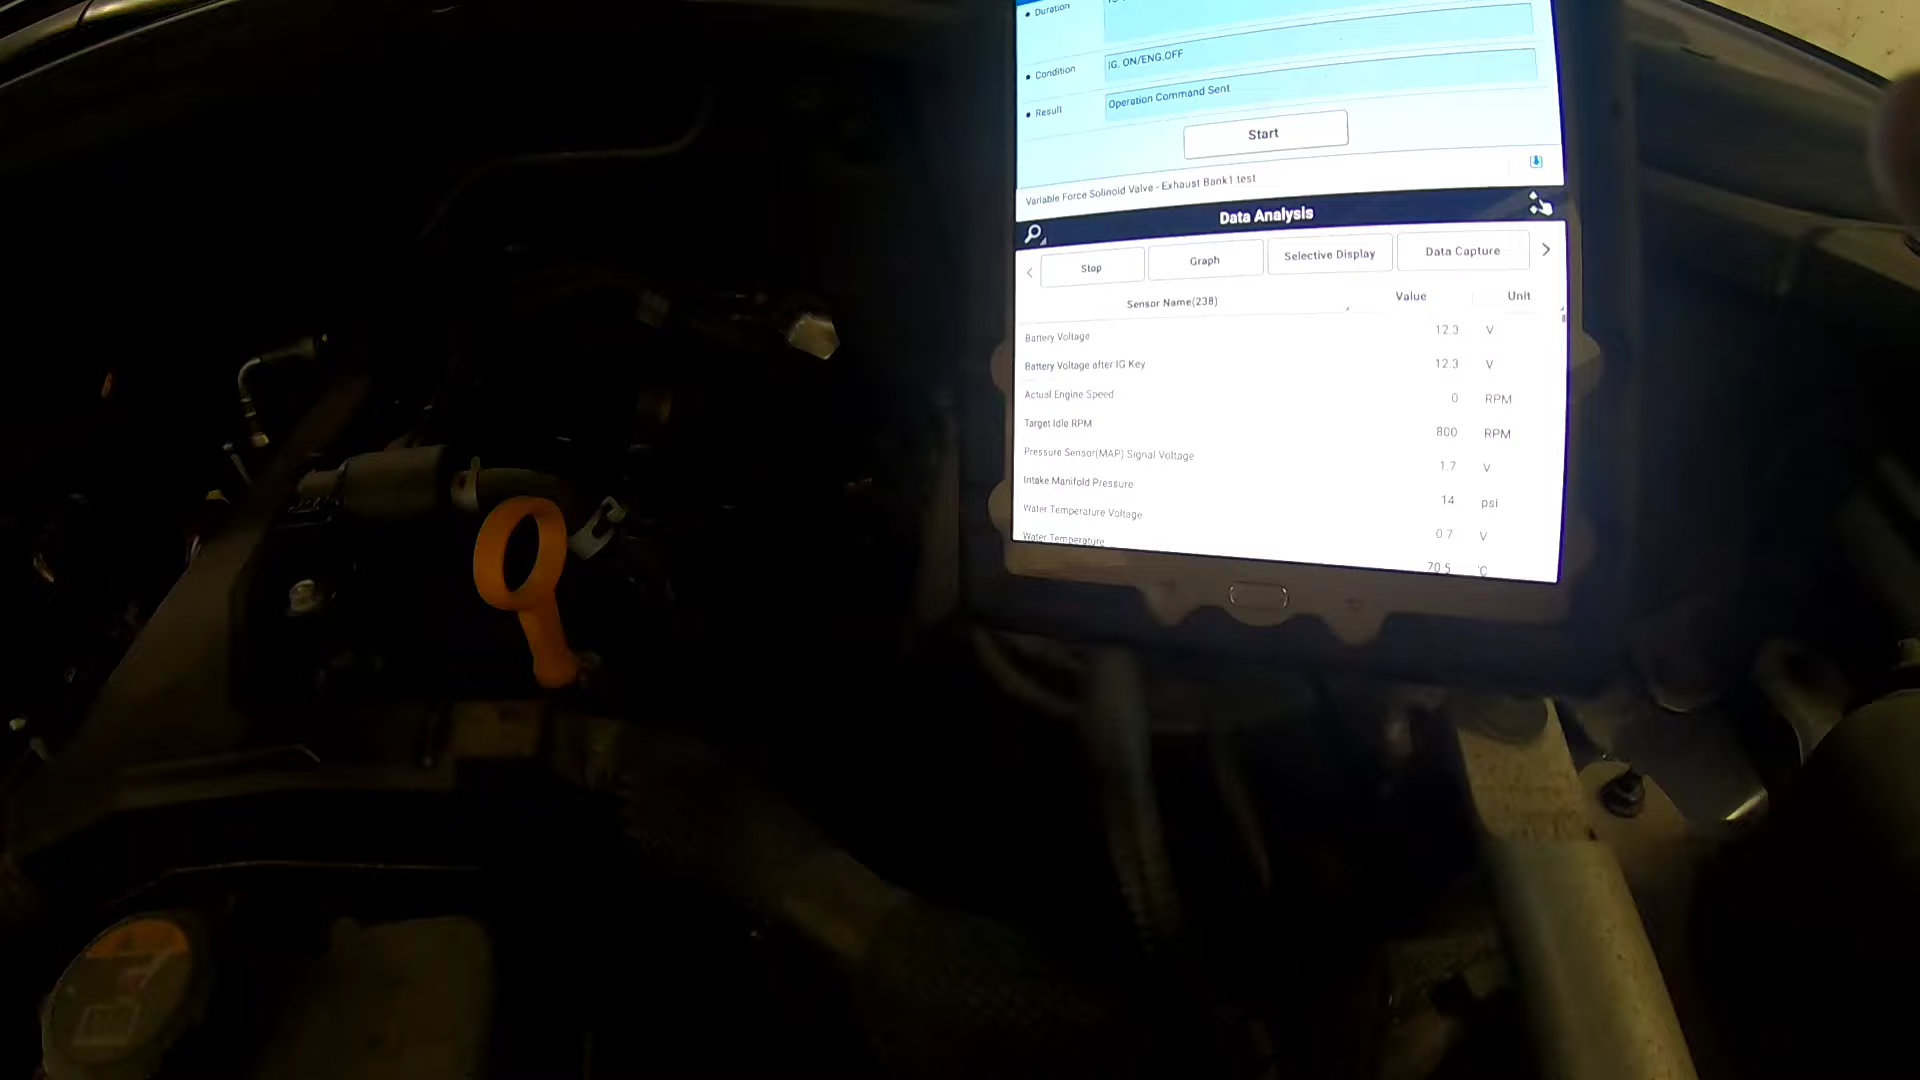 Duration
Condition IG. ON/ENG.OFF
Result Operation Command Sent
Start
Variable Force Solinoid Valve - Exhaust Bank1 test
Data Analysis
Stop Graph Selective Display Data Capture
Sensor Name(238) Value Unit
Battery Voltage 12.3 V
Battery Voltage after IG Key 12.3 V
Actual Engine Speed 0 RPM
Target Idle RPM 800 RPM
Pressure Sensor(MAP) Signal Voltage 1.7 V
Intake Manifold Pressure 14 psi
Water Temperature Voltage 0.7 V
Water Temperature 70.5 °C